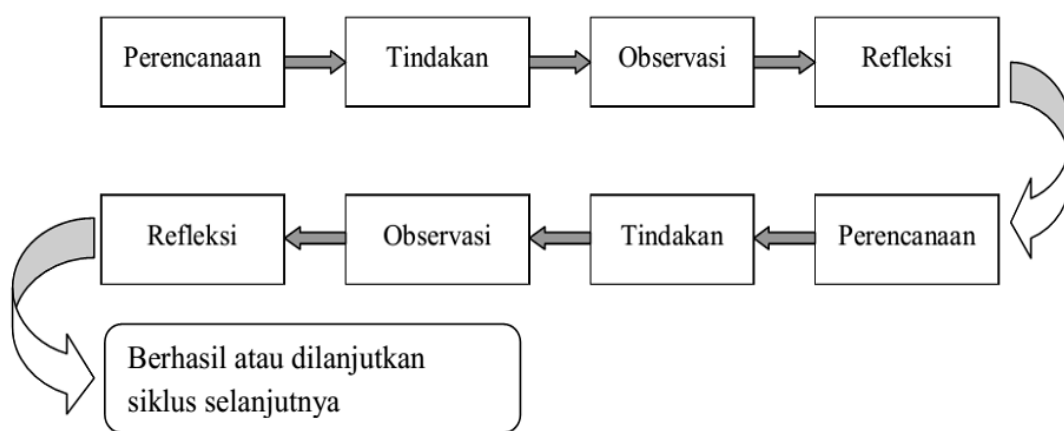 Perencanaan
Tindakan
Observasi
Refleksi
Perencanaan
Tindakan
Observasi
Refleksi
Berhasil atau dilanjutkan
siklus selanjutnya